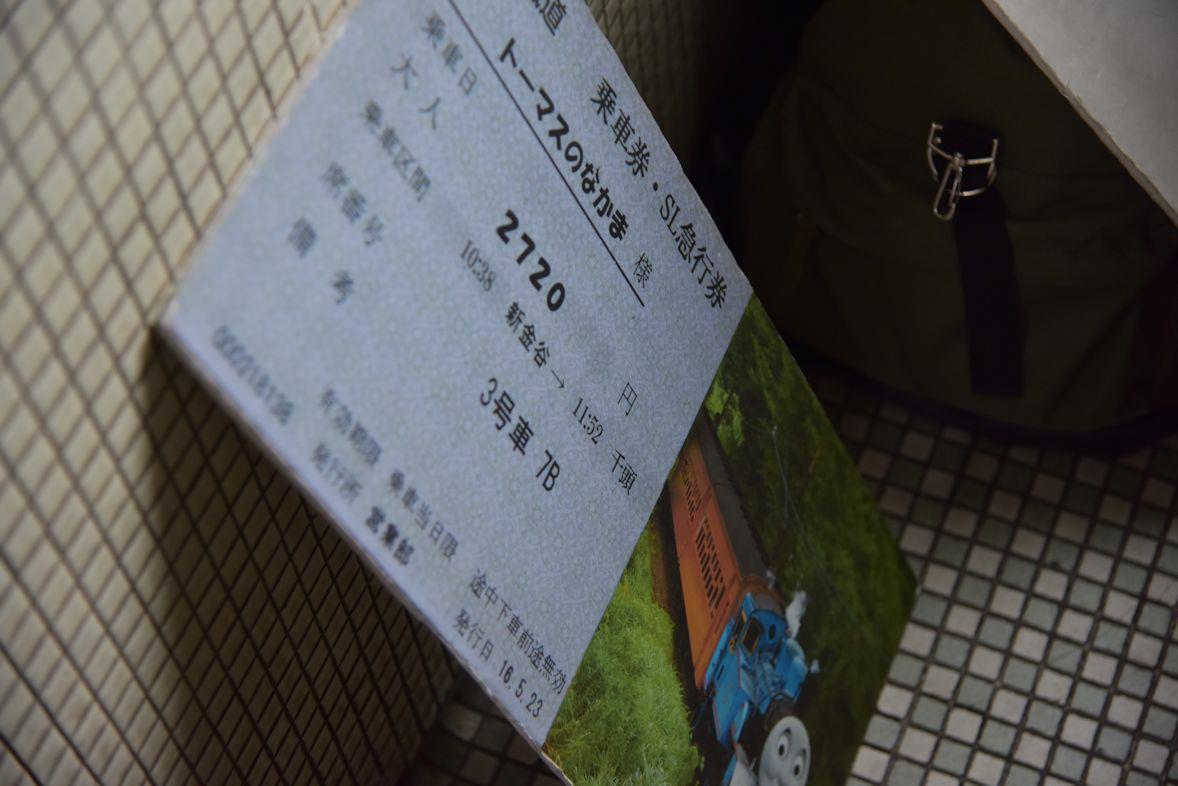 道
乗車券・SL急行券
トーマスのなかま 様
乗車日
大人 2720 円
乗車区間 10:38 新金谷 → 11:52 千頭
席番号 3号車 7B
備考
有効期限 乗車当日限 途中下車前途無効
発行所 営業部 発行日 16.5.23